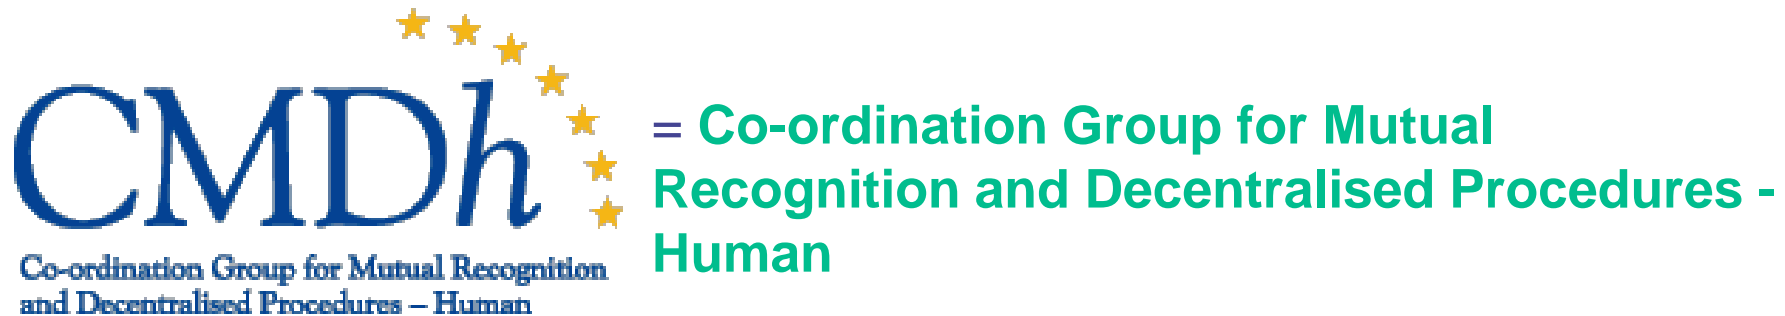 CMDh
Co-ordination Group for Mutual Recognition
and Decentralised Procedures – Human
= Co-ordination Group for Mutual
Recognition and Decentralised Procedures -
Human